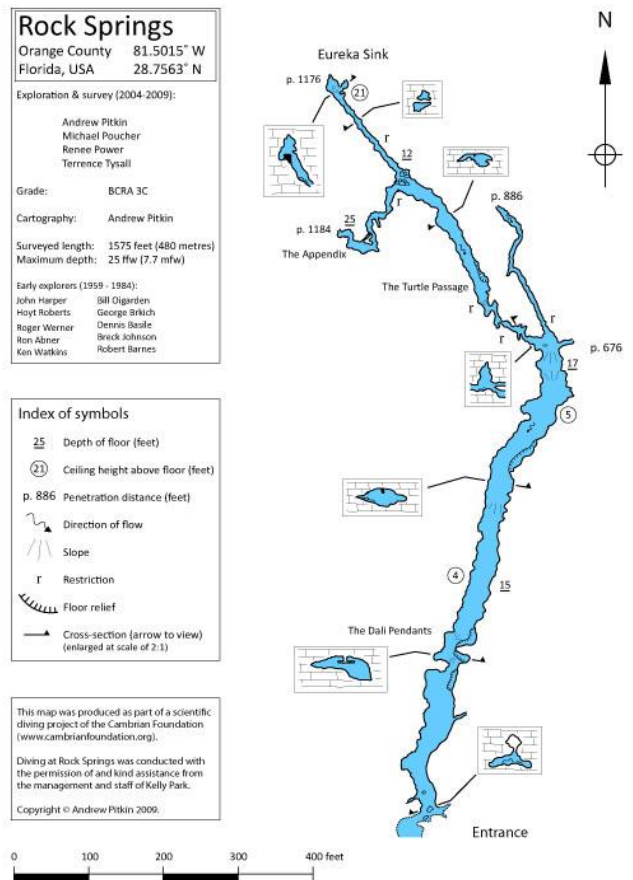 Rock Springs
Orange County 81.5015° W
Florida, USA 28.7563° N
Exploration & survey (2004-2009):
Andrew Pitkin
Michael Poucher
Renee Power
Terrence Tysall
Grade: BCRA 3C
Cartography: Andrew Pitkin
Surveyed length: 1575 feet (480 metres)
Maximum depth: 25 ffw (7.7 mfw)
Early explorers (1959 - 1984):
John Harper Bill Oigarden
Hoyt Roberts George Brkich
Roger Werner Dennis Basile
Ron Abner Breck Johnson
Ken Watkins Robert Barnes
Index of symbols
25 Depth of floor (feet)
21 Ceiling height above floor (feet)
p. 886 Penetration distance (feet)
Direction of flow
Slope
r Restriction
Floor relief
Cross-section (arrow to view)
(enlarged at scale of 2:1)
This map was produced as part of a scientific
diving project of the Cambrian Foundation
(www.cambrianfoundation.org).
Diving at Rock Springs was conducted with
the permission of and kind assistance from
the management and staff of Kelly Park.
Copyright © Andrew Pitkin 2009.
0 100 200 300 400 feet
N
Eureka Sink
p. 1176
21
r
12
r
p. 886
25
p. 1184
The Appendix
The Turtle Passage
r
r
r
p. 676
17
5
4
15
The Dali Pendants
Entrance